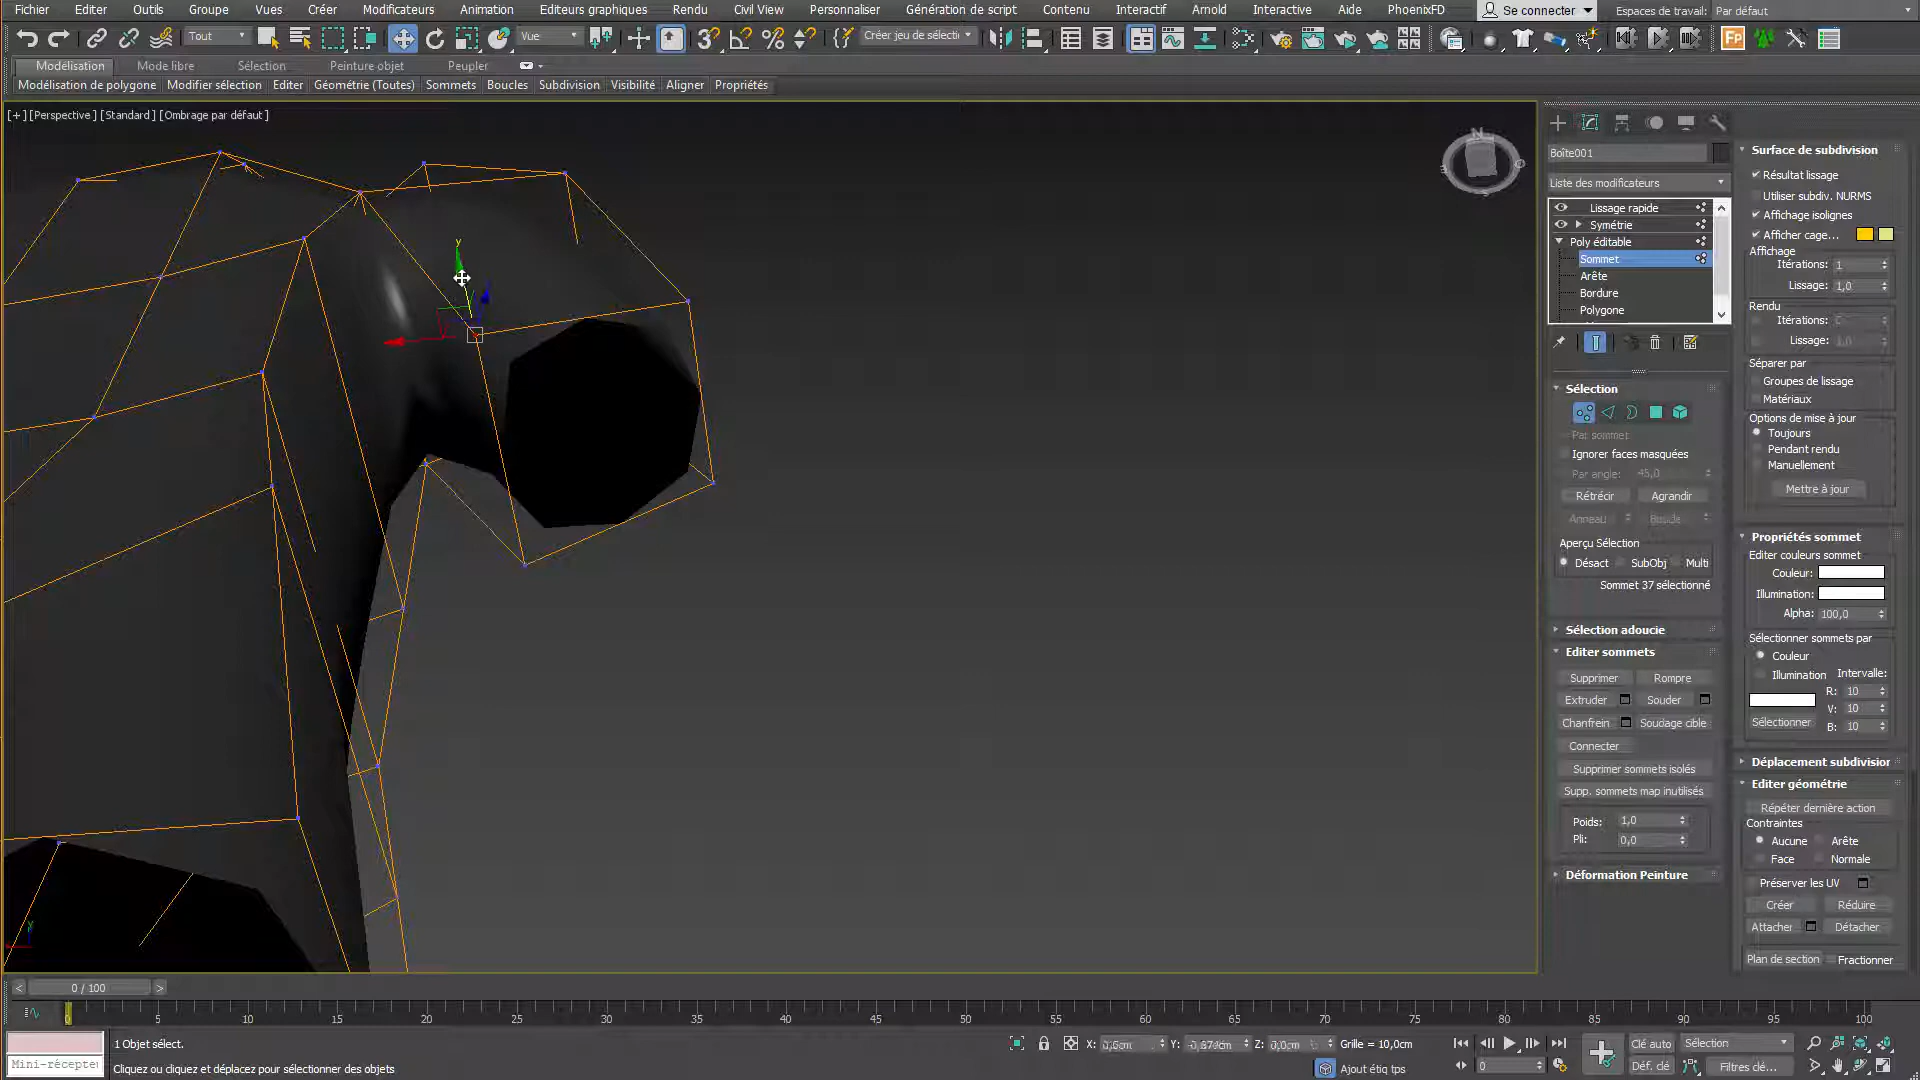 Fichier Editer Outils Groupe Vues Créer Modificateurs Animation Editeurs graphiques Rendu Civil View Personnaliser Génération de script Contenu Interactif Arnold Interactive Aide PhoenixFD Se connecter Espaces de travail: Par défaut
Tout Vue Créer jeu de sélecti
Modélisation Mode libre Sélection Peinture objet Peupler
Modélisation de polygone Modifier sélection Editer Géométrie (Toutes) Sommets Boucles Subdivision Visibilité Aligner Propriétés
[+] [Perspective] [Standard] [Ombrage par défaut]
y
N
Boîte001
Liste des modificateurs
Lissage rapide
Symétrie
Poly éditable
Sommet
Arête
Bordure
Polygone
Sélection
Par sommet
Ignorer faces masquées
Par angle: 45,0
Rétrécir Agrandir
Anneau Boucle
Aperçu Sélection
Désact SubObj Multi
Sommet 37 sélectionné
Sélection adoucie
Editer sommets
Supprimer Rompre
Extruder Souder
Chanfrein Soudage cible
Connecter
Supprimer sommets isolés
Supp. sommets map inutilisés
Poids: 1,0
Pli: 0,0
Déformation Peinture
Surface de subdivision
Résultat lissage
Utiliser subdiv. NURMS
Affichage isolignes
Afficher cage...
Affichage
Itérations: 1
Lissage: 1,0
Rendu
Itérations: 0
Lissage: 1,0
Séparer par
Groupes de lissage
Matériaux
Options de mise à jour
Toujours
Pendant rendu
Manuellement
Mettre à jour
Propriétés sommet
Editer couleurs sommet
Couleur:
Illumination:
Alpha: 100,0
Sélectionner sommets par
Couleur
Illumination Intervalle:
R: 10
V: 10
Sélectionner B: 10
Déplacement subdivision
Editer géométrie
Répéter dernière action
Contraintes
Aucune Arête
Face Normale
Préserver les UV
Créer Réduire
Attacher Détacher
Plan de section Fractionner
< 0 / 100 >
0 5 10 15 20 25 30 35 40 45 50 55 60 65 70 75 80 85 90 95 100
1 Objet sélect. X: Y: Z: 0,0cm Grille = 10,0cm Clé auto Sélection
Mini-récepte Cliquez ou cliquez et déplacez pour sélectionner des objets Ajout étiq tps 0 Déf. clé Filtres clé...